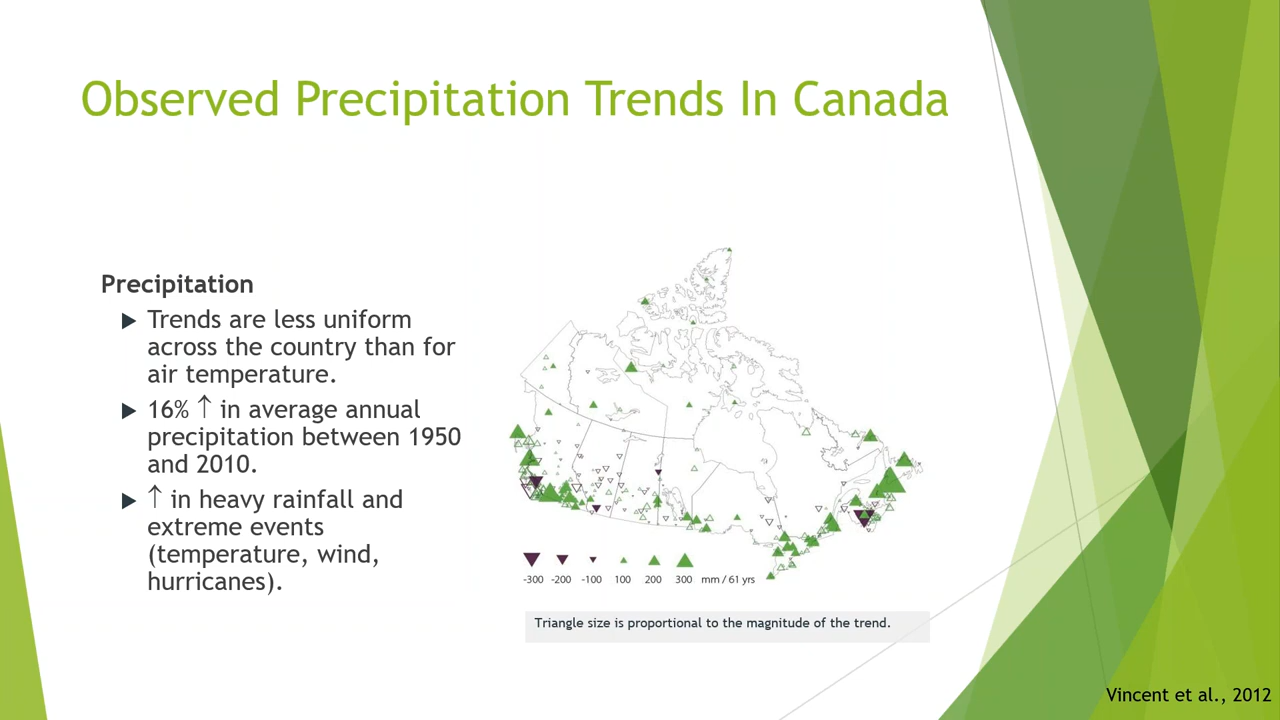 Observed Precipitation Trends In Canada
Precipitation
Trends are less uniform
across the country than for
air temperature.
16% ↑ in average annual
precipitation between 1950
and 2010.
↑ in heavy rainfall and
extreme events
(temperature, wind,
hurricanes).
-300 -200 -100 100 200 300 mm / 61 yrs
Triangle size is proportional to the magnitude of the trend.
Vincent et al., 2012